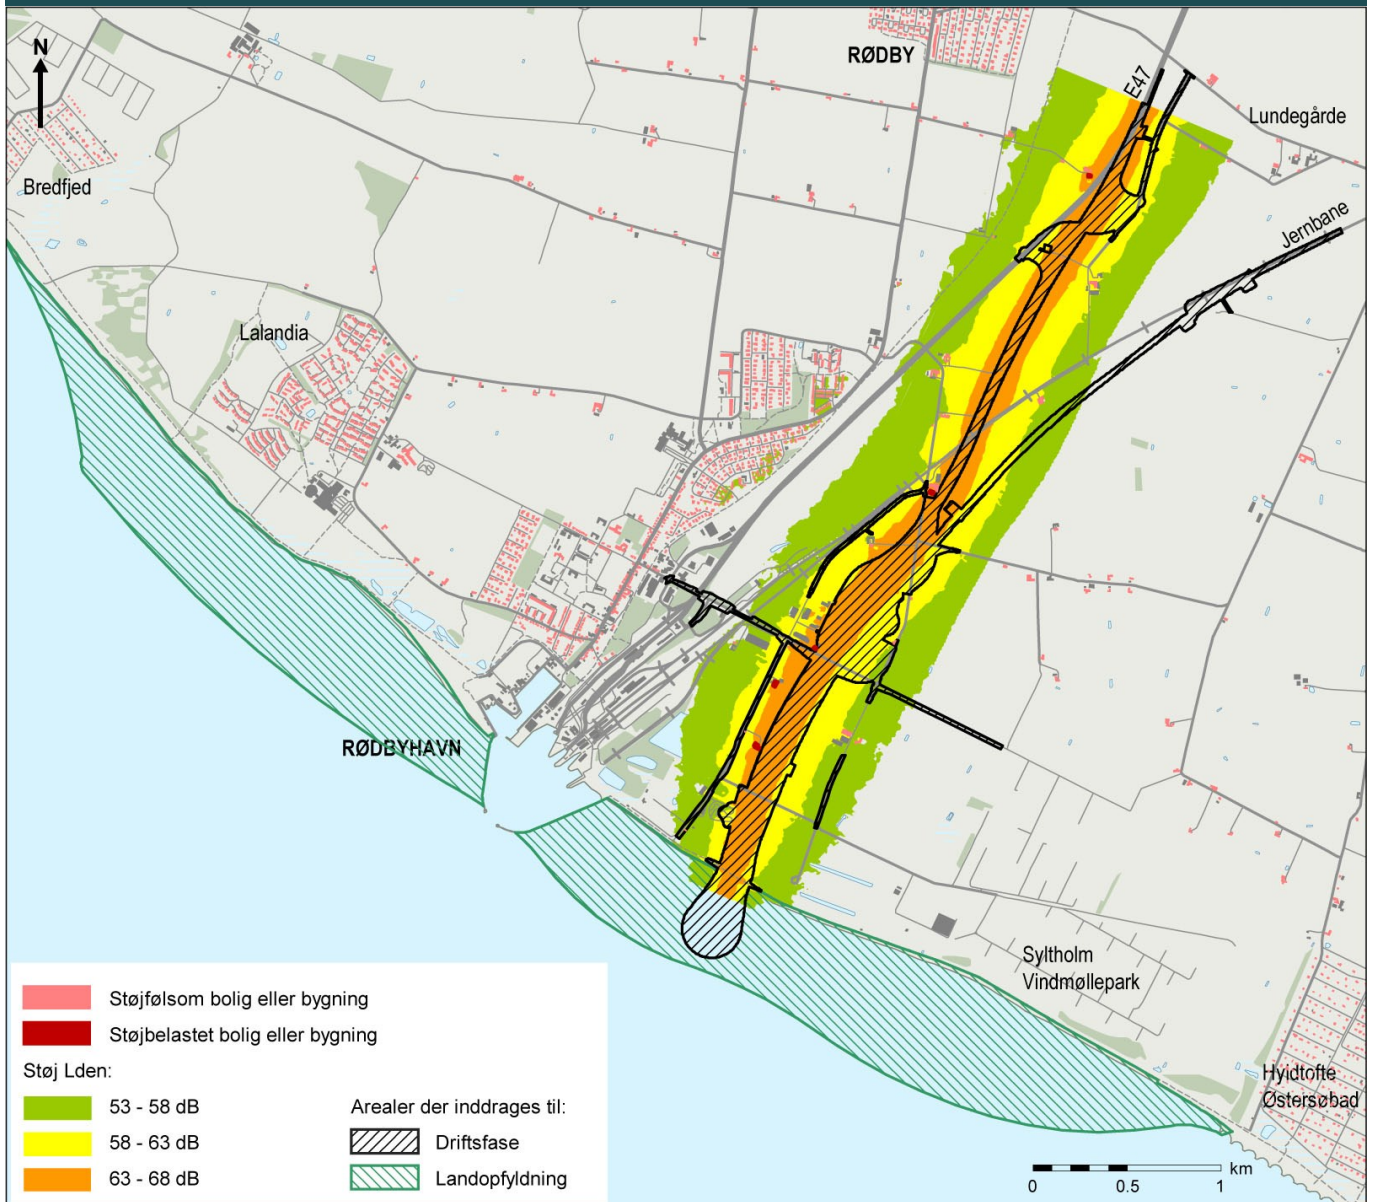 N
RØDBY
E47
Lundegårde
Bredfjed
Jernbane
Lalandia
RØDBYHAVN
Syltholm
Vindmøllepark
Hyldtofte
Østersøbad
Støjfølsom bolig eller bygning
Støjbelastet bolig eller bygning
Støj Lden:
53 - 58 dB
58 - 63 dB
63 - 68 dB
Arealer der inddrages til:
Driftsfase
Landopfyldning
km
0 0.5 1